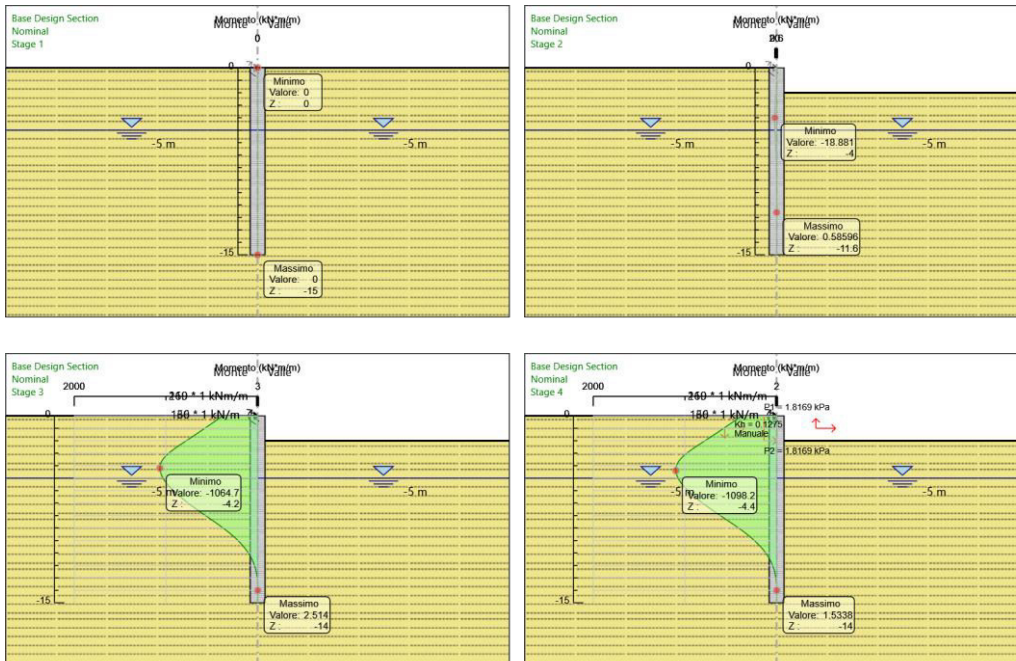 Base Design Section
Nominal
Stage 1
Momento (kN*m/m)
Monte Valle
0
0
Minimo
Valore: 0
Z : 0
-5 m
-5 m
-15
Massimo
Valore: 0
Z : -15
Base Design Section
Nominal
Stage 2
Momento (kN*m/m)
Monte Valle
0
Minimo
Valore: -18.881
Z : -4
-5 m
-5 m
Massimo
Valore: 0.58596
Z : -11.6
-15
Base Design Section
Nominal
Stage 3
Momento (kN*m/m)
Monte Valle
2000
3
* 1 kNm/m
* 1 kN/m
0
Minimo
Valore: -1064.7
Z : -4.2
-5 m
-5 m
-15
Massimo
Valore: 2.514
Z : -14
Base Design Section
Nominal
Stage 4
Momento (kN*m/m)
Monte Valle
2000
2
* 1 kNm/m
P1 = 1.8169 kPa
* 1 kN/m
0
Kh = 0.1275
Manuale
P2 = 1.8169 kPa
Minimo
Valore: -1098.2
Z : -4.4
-5 m
-5 m
-15
Massimo
Valore: 1.5338
Z : -14